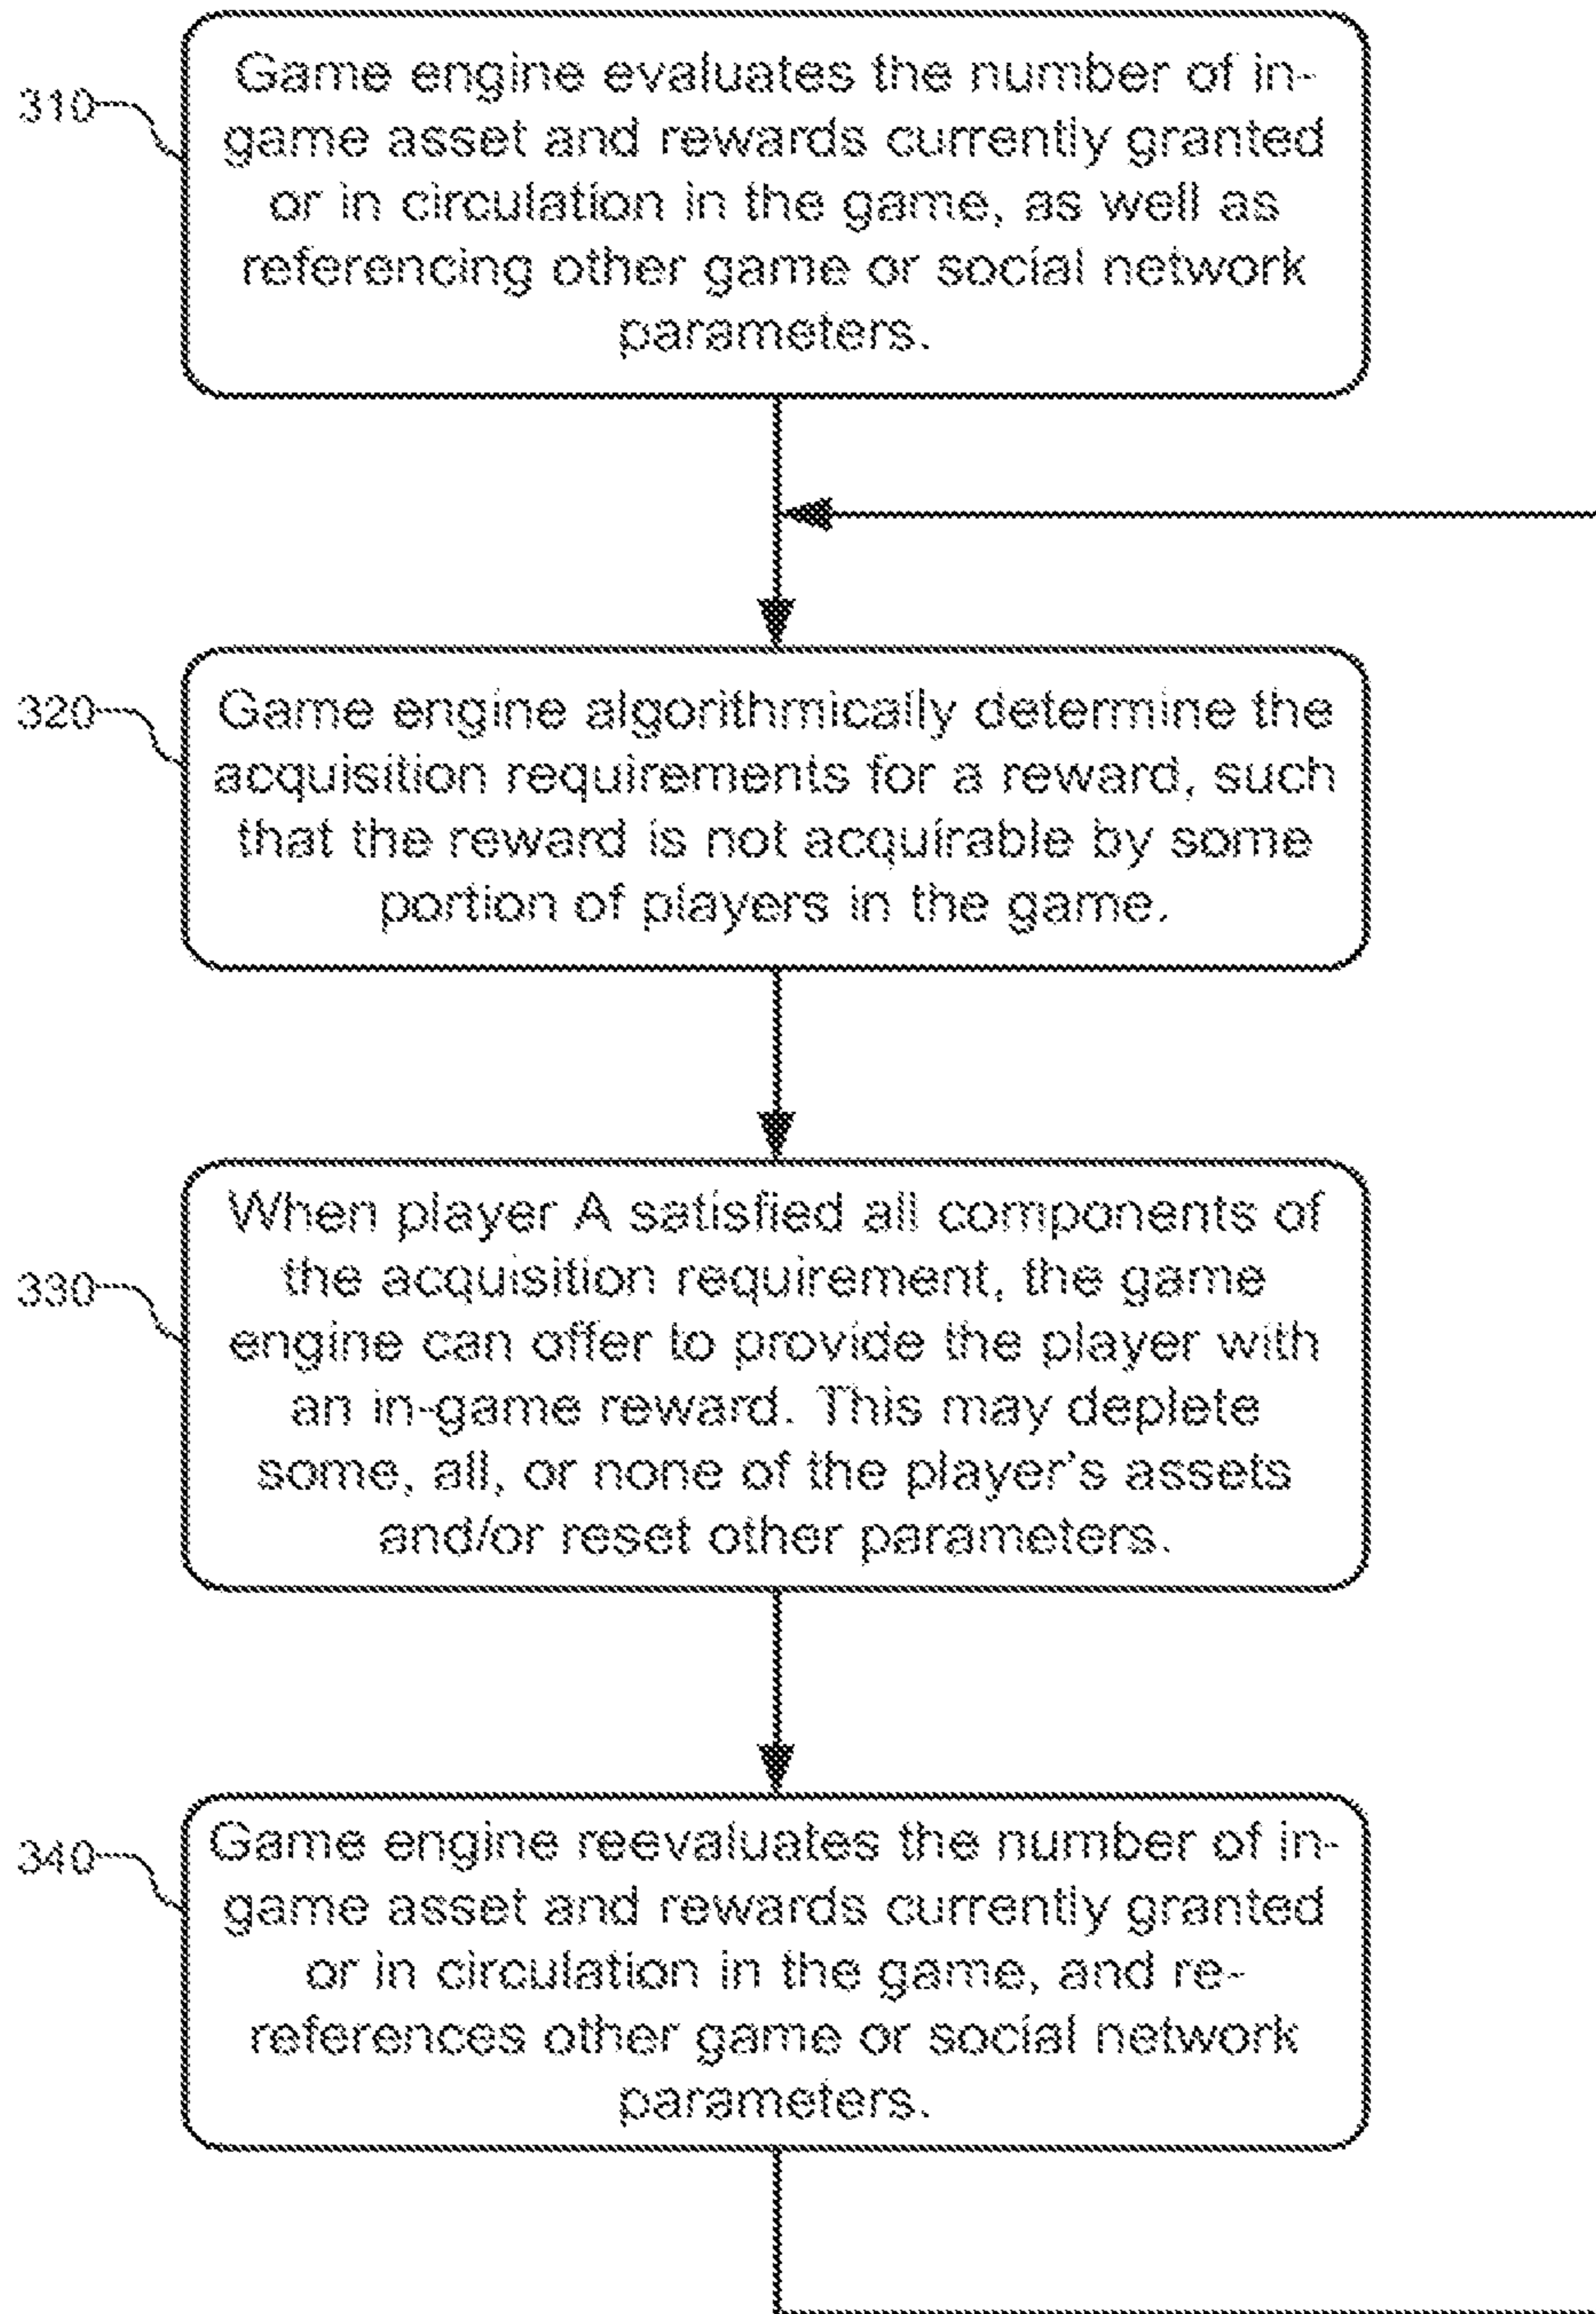 310
Game engine evaluates the number of in-
game asset and rewards currently granted
or in circulation in the game, as well as
referencing other game or social network
parameters.
320
Game engine algorithmically determine the
acquisition requirements for a reward, such
that the reward is not acquirable by some
portion of players in the game.
330
When player A satisfied all components of
the acquisition requirement, the game
engine can offer to provide the player with
an in-game reward. This may deplete
some, all, or none of the player's assets
and/or reset other parameters.
340
Game engine reevaluates the number of in-
game asset and rewards currently granted
or in circulation in the game, and re-
references other game or social network
parameters.